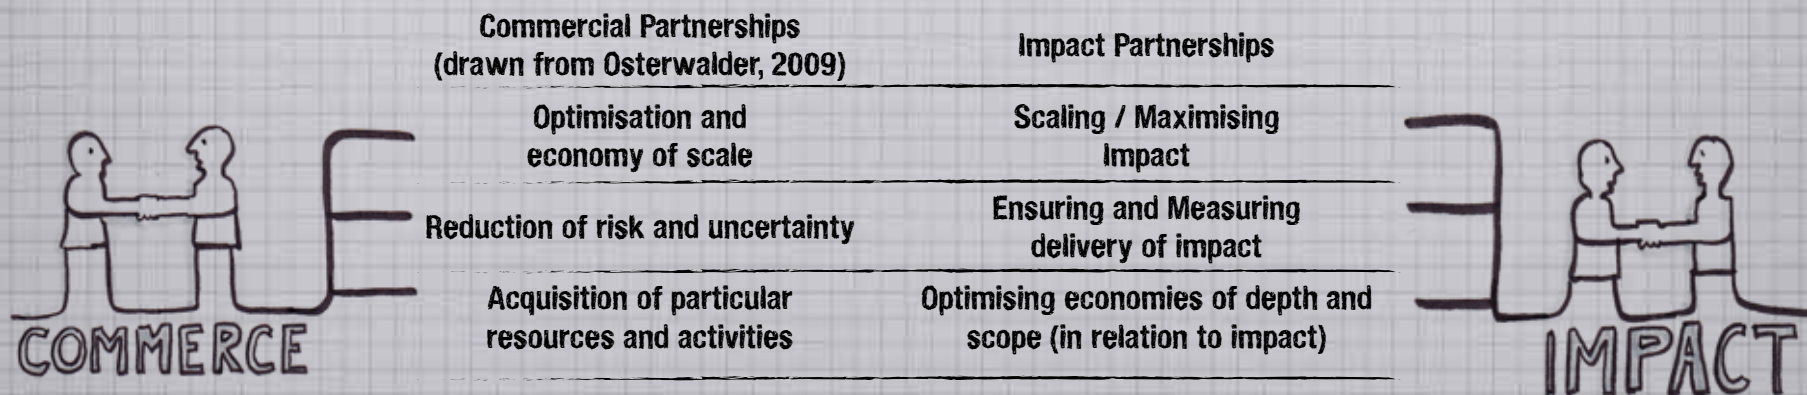 Commercial Partnerships
(drawn from Osterwalder, 2009)
Impact Partnerships
Optimisation and
economy of scale
Scaling / Maximising
Impact
Reduction of risk and uncertainty
Ensuring and Measuring
delivery of impact
Acquisition of particular
resources and activities
Optimising economies of depth and
scope (in relation to impact)
COMMERCE
IMPACT